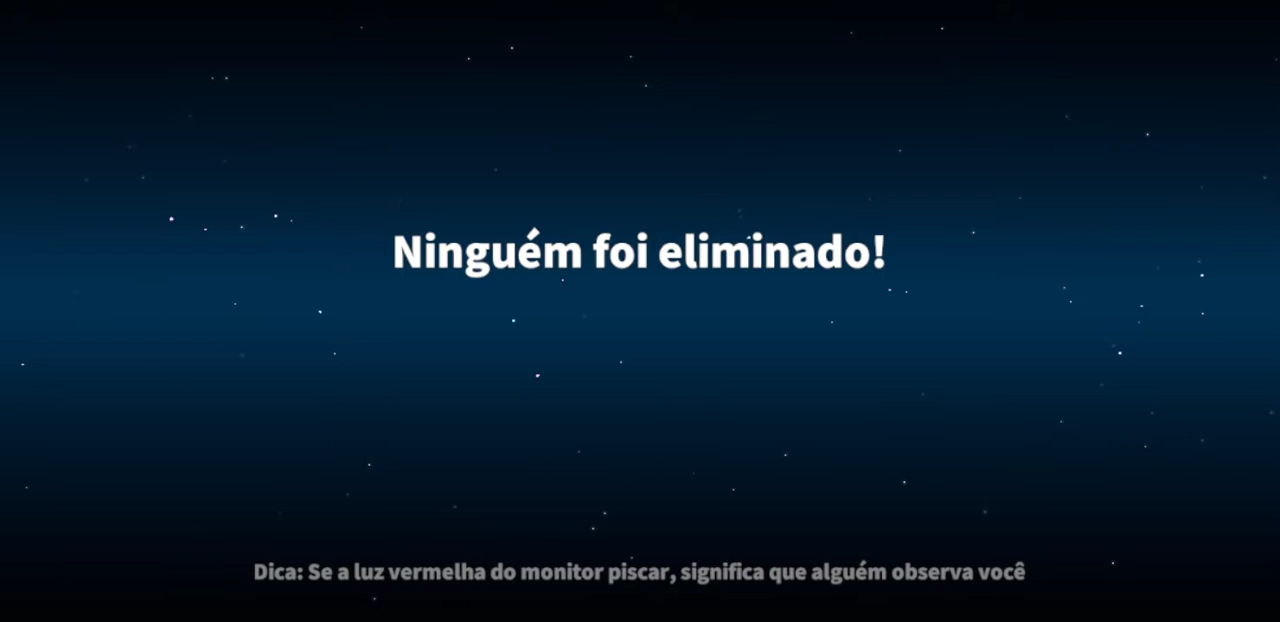 Ninguém foi eliminado!
Dica: Se a luz vermelha do monitor piscar, significa que alguém observa você